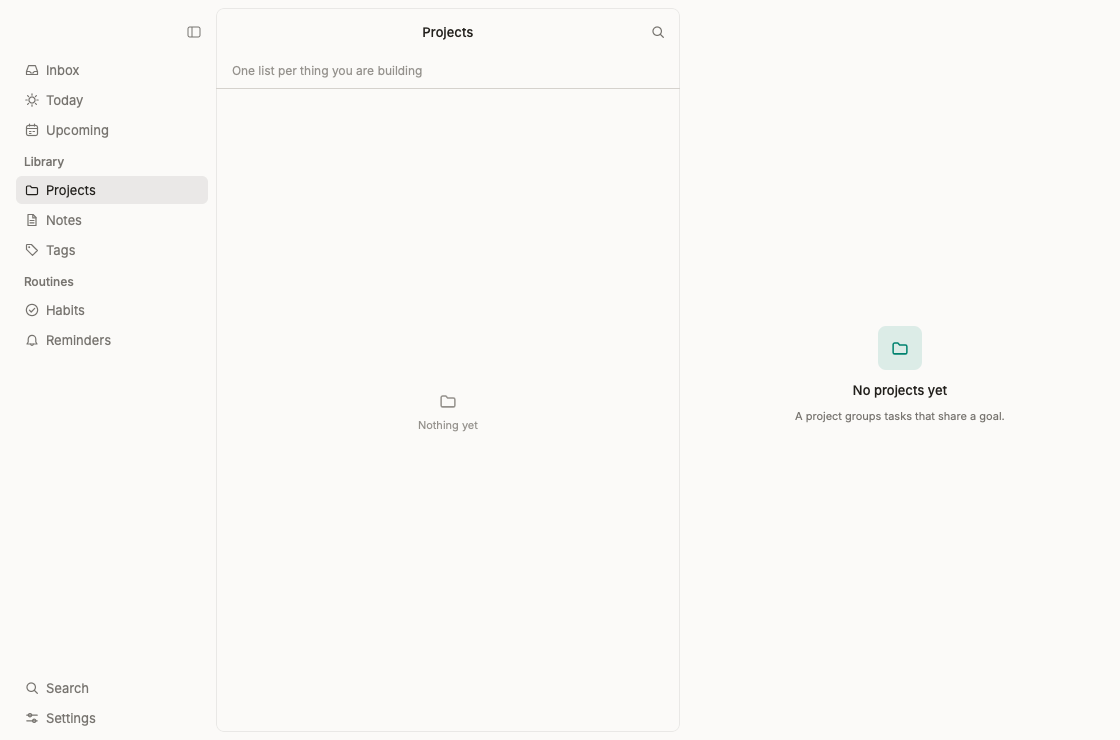 Inbox
Today
Upcoming
Library
Projects
Notes
Tags
Routines
Habits
Reminders
Search
Settings
Projects
One list per thing you are building
Nothing yet
No projects yet
A project groups tasks that share a goal.